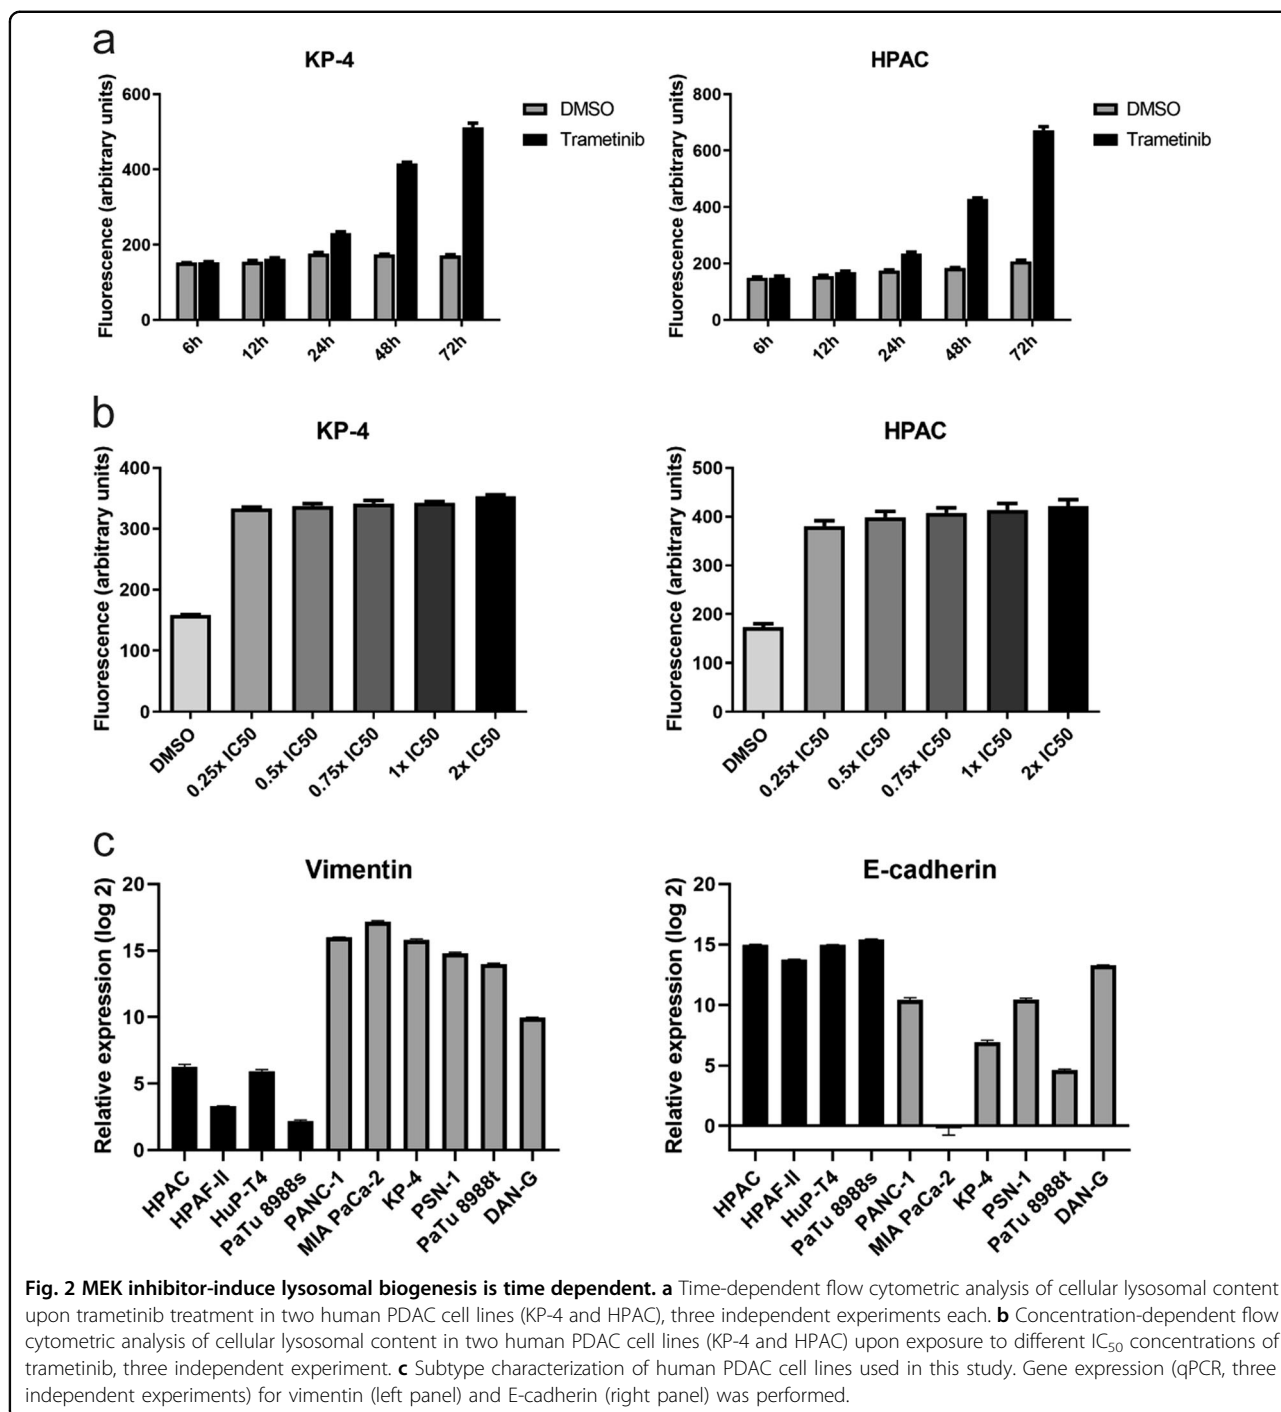 a
KP-4
Fluorescence (arbitrary units)
600
400
200
0
6h
12h
24h
48h
72h
DMSO
Trametinib
HPAC
Fluorescence (arbitrary units)
800
600
400
200
0
6h
12h
24h
48h
72h
DMSO
Trametinib
b
KP-4
Fluorescence (arbitrary units)
400
300
200
100
0
DMSO
0.25x IC50
0.5x IC50
0.75x IC50
1x IC50
2x IC50
HPAC
Fluorescence (arbitrary units)
500
400
300
200
100
0
DMSO
0.25x IC50
0.5x IC50
0.75x IC50
1x IC50
2x IC50
c
Vimentin
Relative expression (log 2)
20
15
10
5
0
HPAC
HPAF-II
HuP-T4
PaTu 8988s
PANC-1
MIA PaCa-2
KP-4
PSN-1
PaTu 8988t
DAN-G
E-cadherin
Relative expression (log 2)
20
15
10
5
0
HPAC
HPAF-II
HuP-T4
PaTu 8988s
PANC-1
MIA PaCa-2
KP-4
PSN-1
PaTu 8988t
DAN-G
Fig. 2 MEK inhibitor-induce lysosomal biogenesis is time dependent. a Time-dependent flow cytometric analysis of cellular lysosomal content
upon trametinib treatment in two human PDAC cell lines (KP-4 and HPAC), three independent experiments each. b Concentration-dependent flow
cytometric analysis of cellular lysosomal content in two human PDAC cell lines (KP-4 and HPAC) upon exposure to different IC50 concentrations of
trametinib, three independent experiment. c Subtype characterization of human PDAC cell lines used in this study. Gene expression (qPCR, three
independent experiments) for vimentin (left panel) and E-cadherin (right panel) was performed.